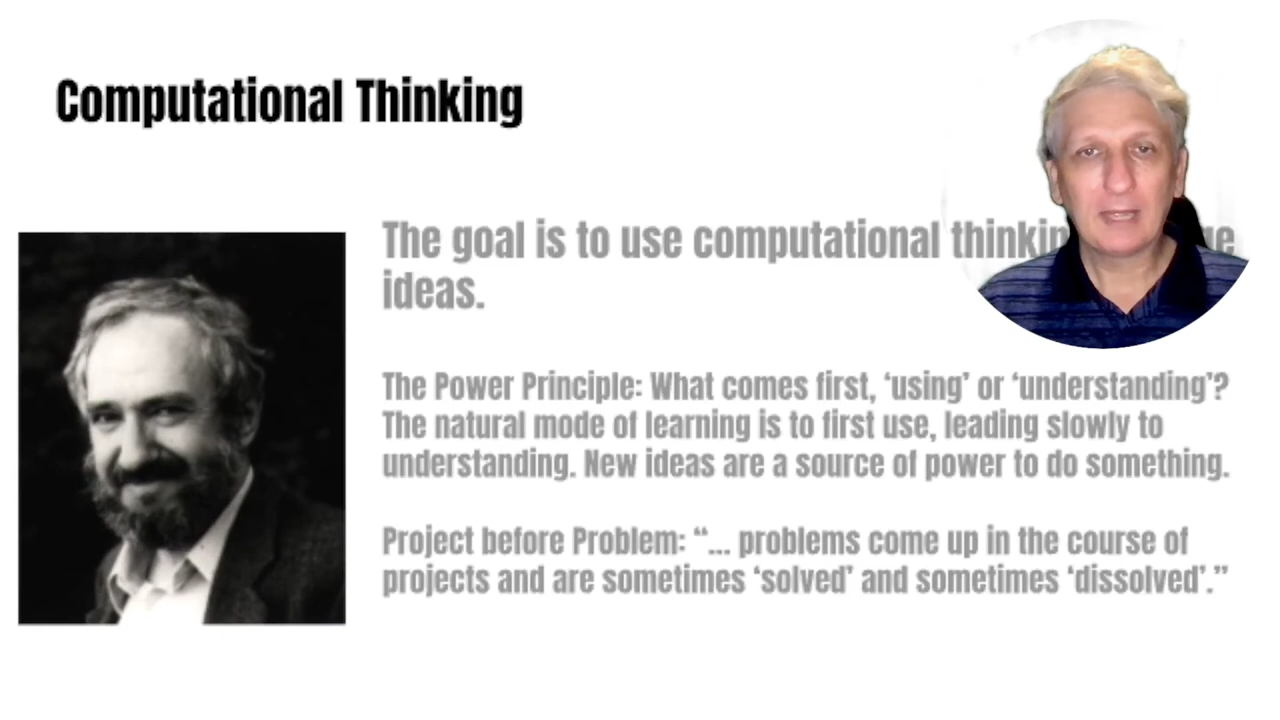 Computational Thinking
The goal is to use computational
ideas.
The Power Principle: What comes first, ‘using’ or ‘understanding’?
The natural mode of learning is to first use, leading slowly to
understanding. New ideas are a source of power to do something.
Project before Problem: “... problems come up in the course of
projects and are sometimes ‘solved’ and sometimes ‘dissolved’.”